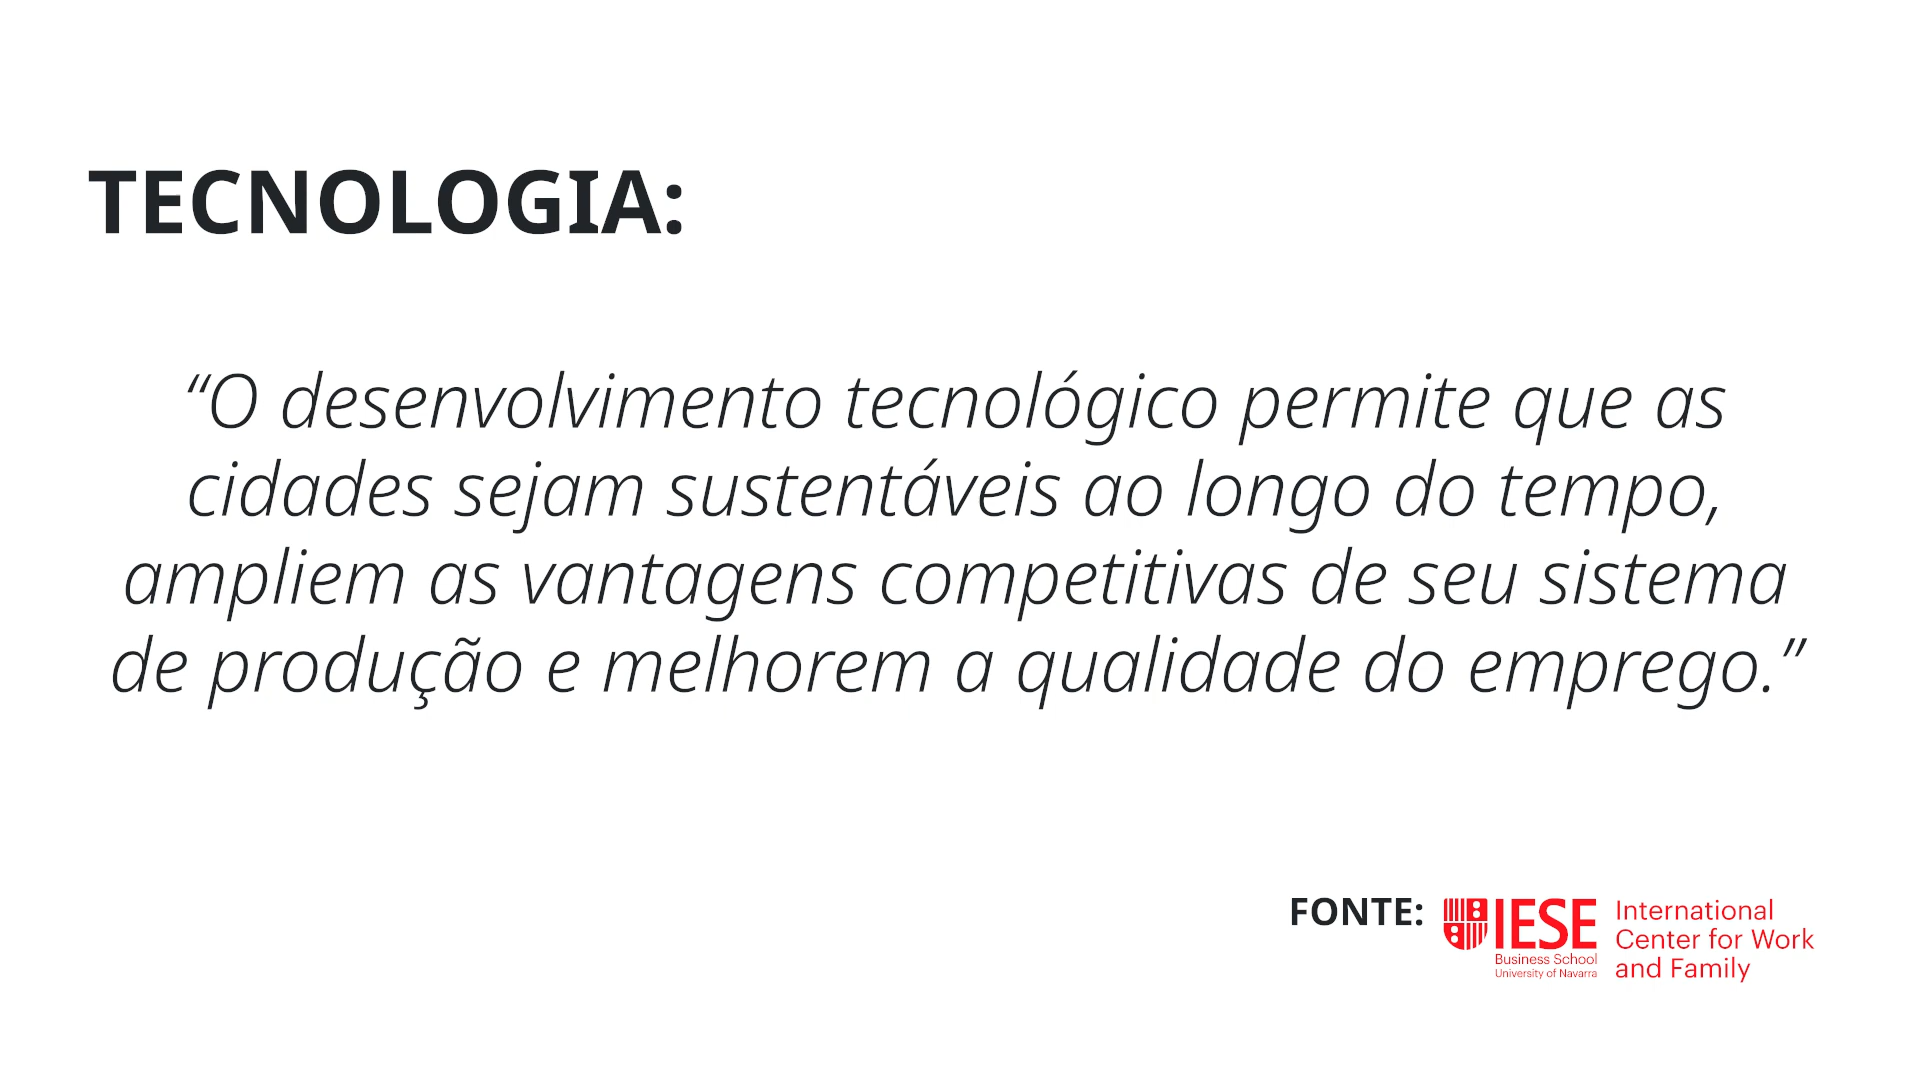 TECNOLOGIA:
“O desenvolvimento tecnológico permite que as
cidades sejam sustentáveis ao longo do tempo,
ampliem as vantagens competitivas de seu sistema
de produção e melhorem a qualidade do emprego.”
FONTE:
IESE
Business School
University of Navarra
International
Center for Work
and Family